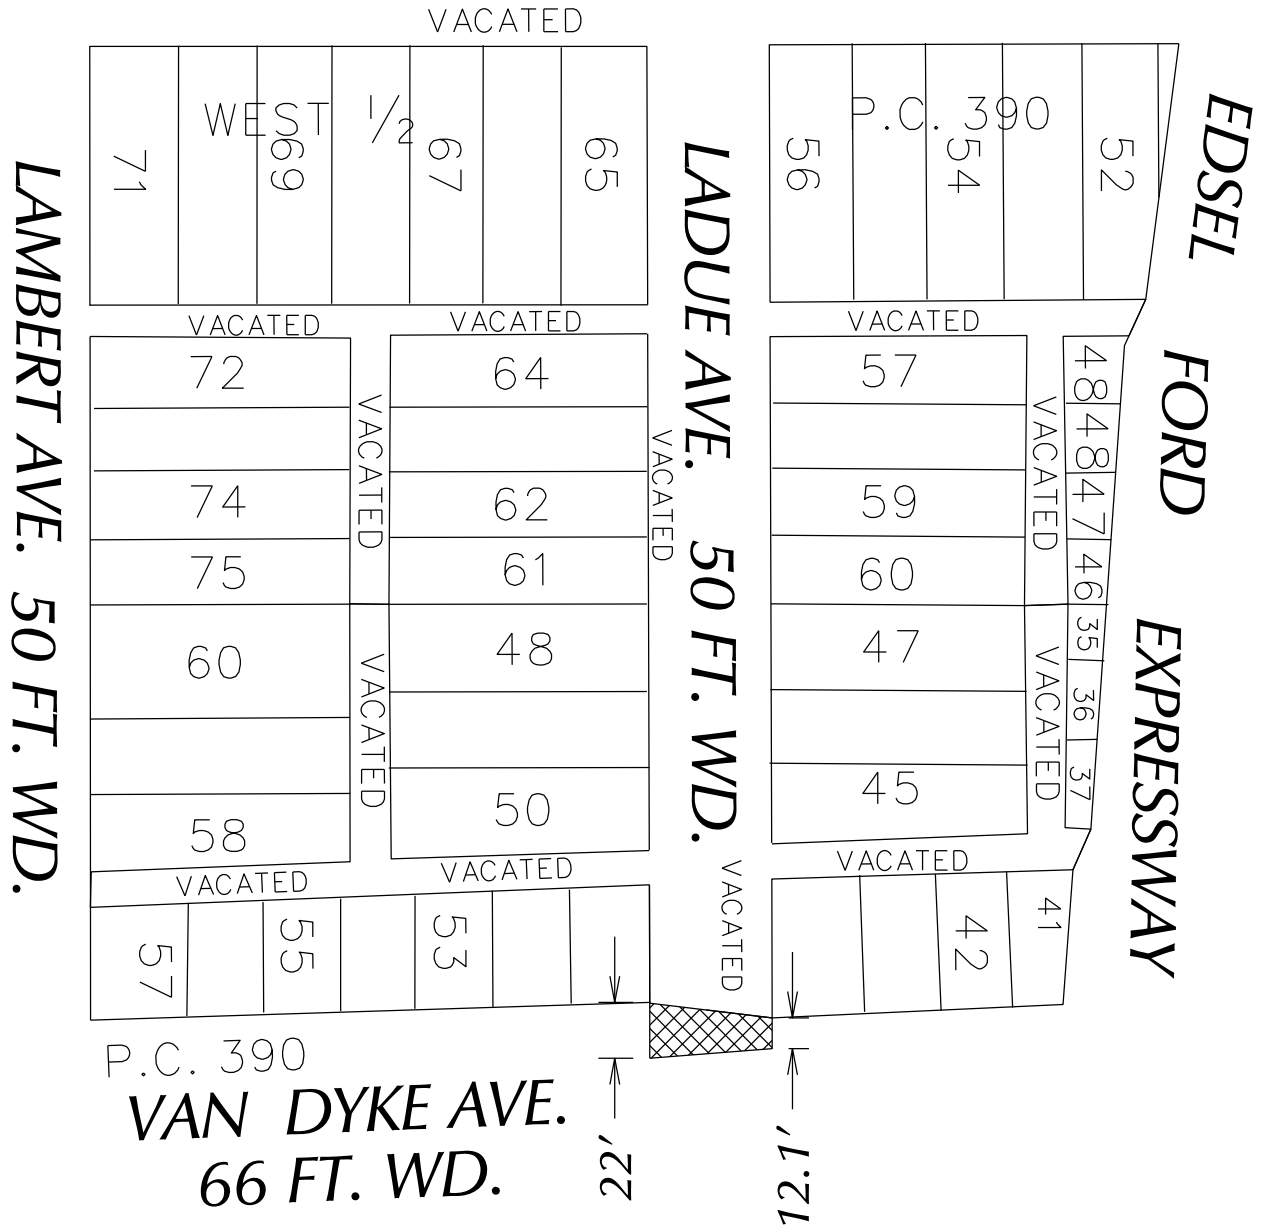 VACATED
WEST 1/2
P.C. 390
71
69
67
65
56
54
52
EDSEL FORD EXPRESSWAY
LAMBERT AVE. 50 FT. WD.
LADUE AVE. 50 FT. WD.
VACATED
VACATED
VACATED
72
64
57
48
VACATED
VACATED
VACATED
48
74
62
59
47
75
61
60
46
60
48
47
35
VACATED
VACATED
36
58
50
45
37
VACATED
VACATED
VACATED
VACATED
57
55
53
42
41
P.C. 390
VAN DYKE AVE.
66 FT. WD.
22'
12.1'